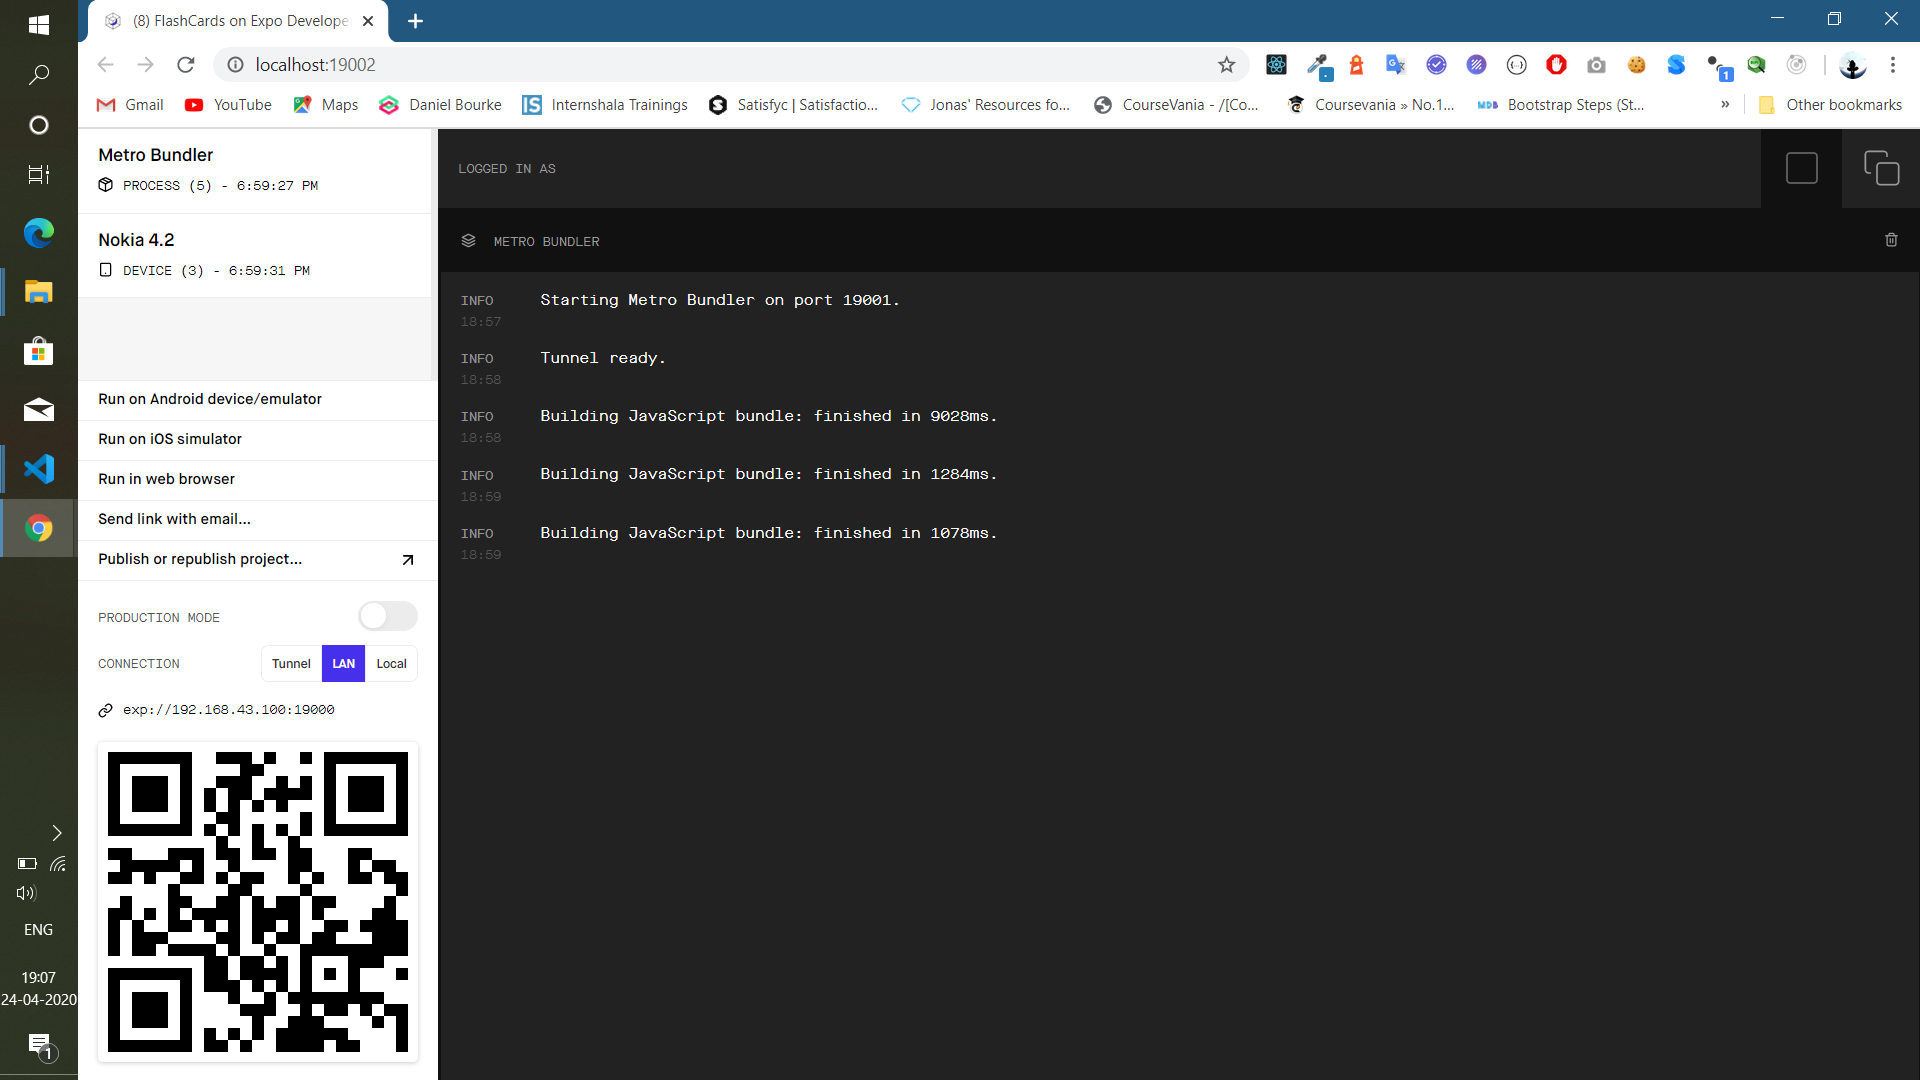 (8) FlashCards on Expo Develope
localhost:19002
Gmail
YouTube
Maps
Daniel Bourke
Internshala Trainings
Satisfyc | Satisfactio...
Jonas' Resources fo...
CourseVania - /[Co...
Coursevania » No.1...
Bootstrap Steps (St...
»
Other bookmarks
1
Metro Bundler
PROCESS (5) - 6:59:27 PM
Nokia 4.2
DEVICE (3) - 6:59:31 PM
Run on Android device/emulator
Run on iOS simulator
Run in web browser
Send link with email...
Publish or republish project...
PRODUCTION MODE
CONNECTION
Tunnel
LAN
Local
exp://192.168.43.100:19000
LOGGED IN AS
METRO BUNDLER
INFO Starting Metro Bundler on port 19001.
18:57
INFO Tunnel ready.
18:58
INFO Building JavaScript bundle: finished in 9028ms.
18:58
INFO Building JavaScript bundle: finished in 1284ms.
18:59
INFO Building JavaScript bundle: finished in 1078ms.
18:59
ENG
19:07
24-04-2020
1